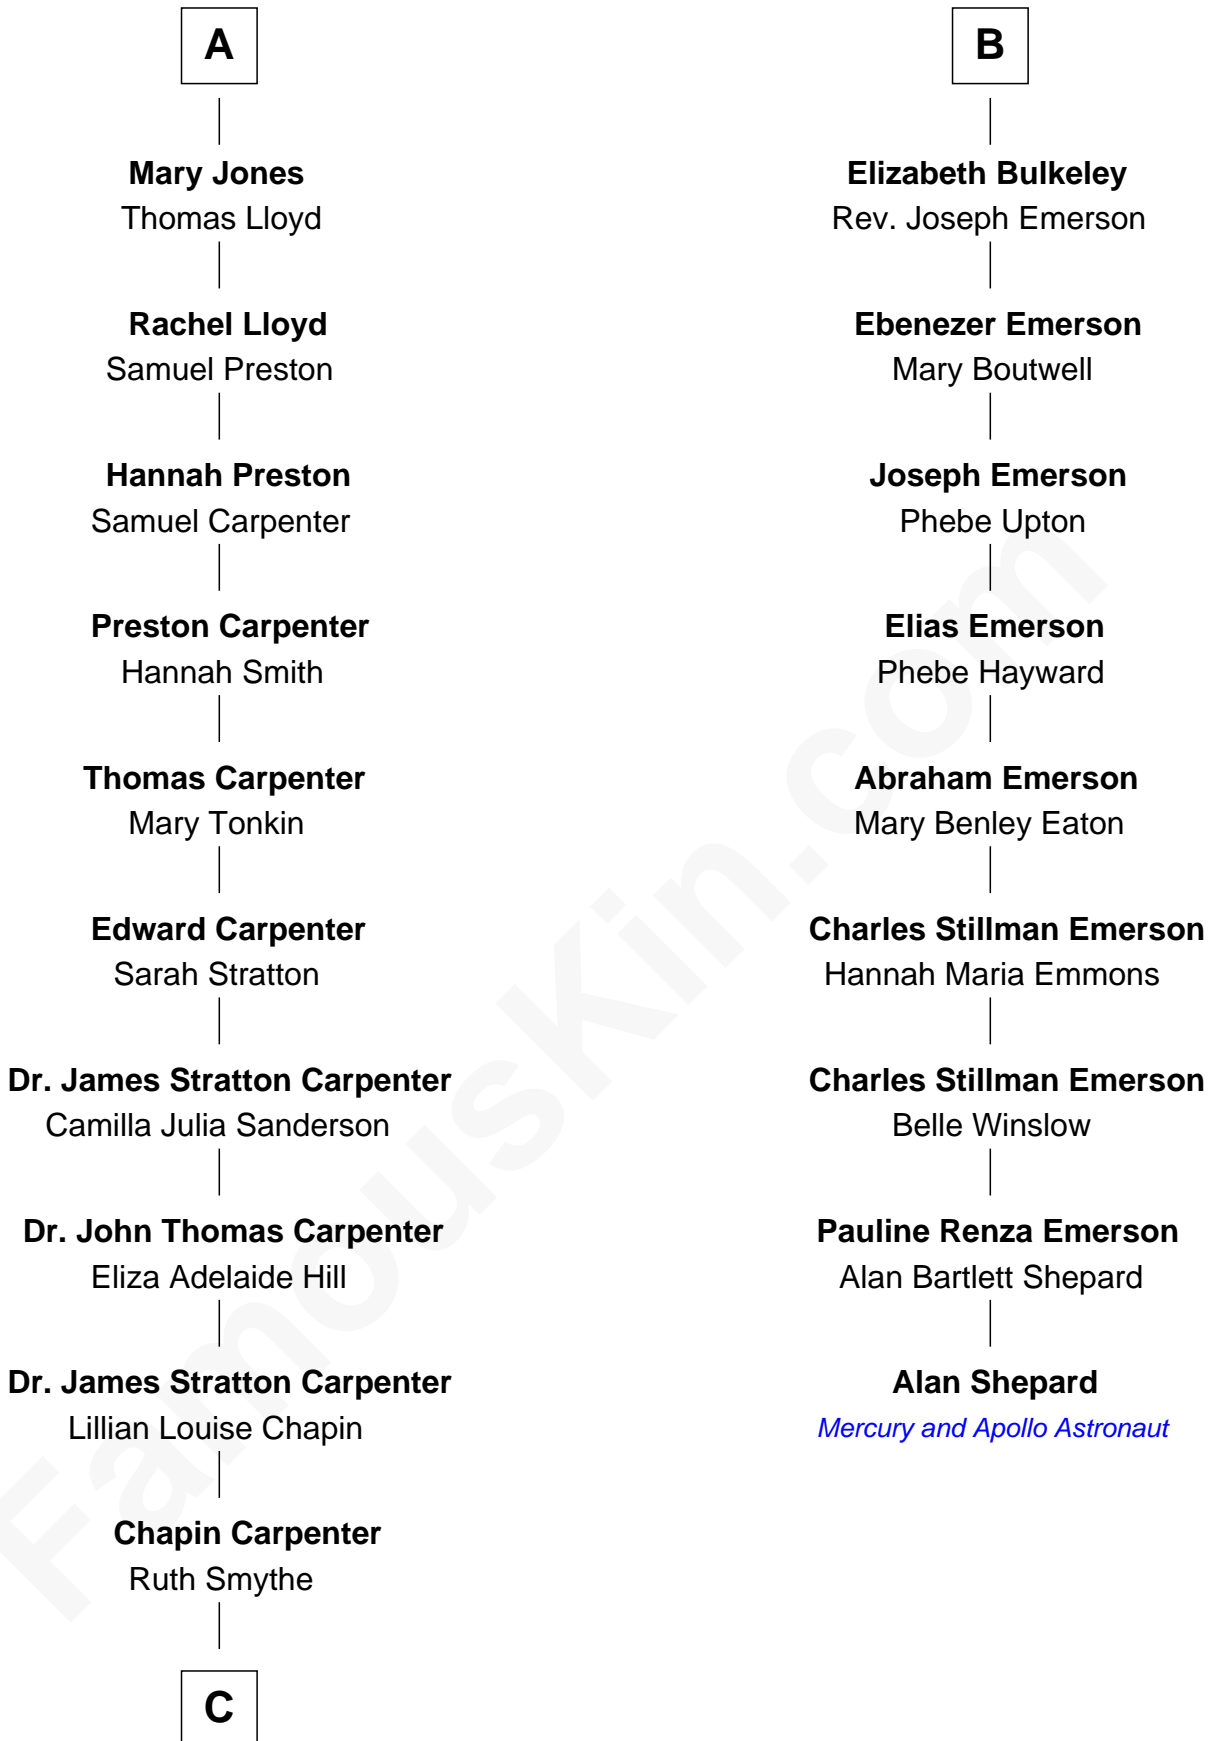 A
Mary Jones
Thomas Lloyd
Rachel Lloyd
Samuel Preston
Hannah Preston
Samuel Carpenter
Preston Carpenter
Hannah Smith
Thomas Carpenter
Mary Tonkin
Edward Carpenter
Sarah Stratton
Dr. James Stratton Carpenter
Camilla Julia Sanderson
Dr. John Thomas Carpenter
Eliza Adelaide Hill
Dr. James Stratton Carpenter
Lillian Louise Chapin
Chapin Carpenter
Ruth Smythe
C
B
Elizabeth Bulkeley
Rev. Joseph Emerson
Ebenezer Emerson
Mary Boutwell
Joseph Emerson
Phebe Upton
Elias Emerson
Phebe Hayward
Abraham Emerson
Mary Benley Eaton
Charles Stillman Emerson
Hannah Maria Emmons
Charles Stillman Emerson
Belle Winslow
Pauline Renza Emerson
Alan Bartlett Shepard
Alan Shepard
Mercury and Apollo Astronaut
FamousKin.com